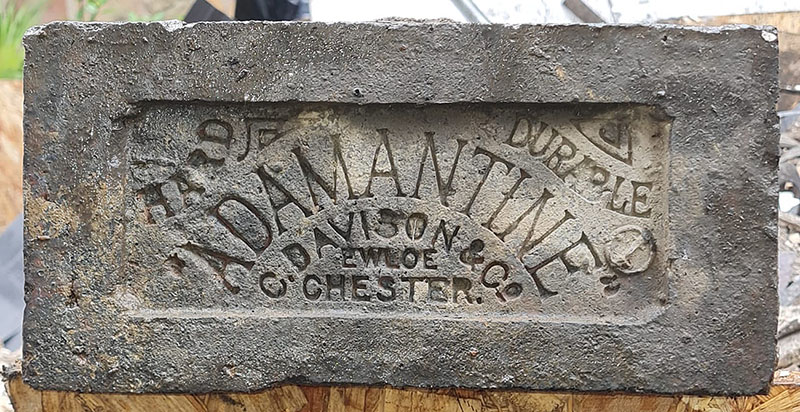 HARD
DURABLE
"ADAMANTINE"
C. DAVISON & Co
EWLOE
CHESTER.